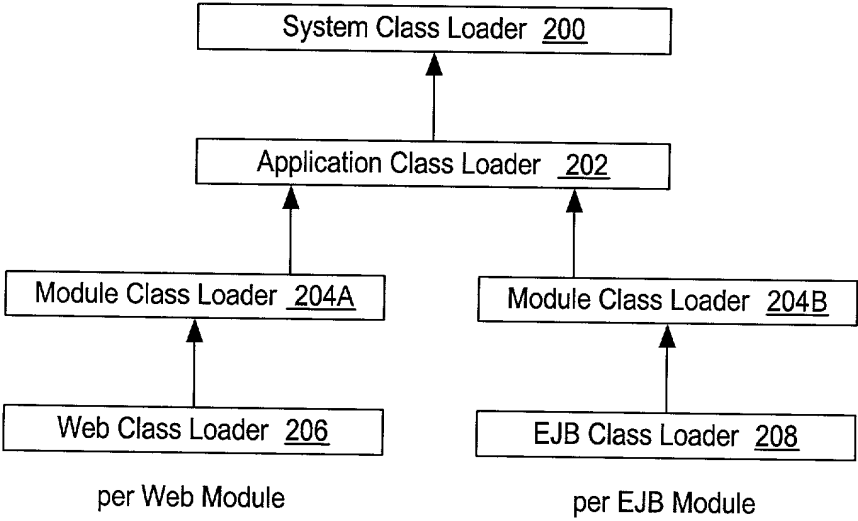 System Class Loader 200
Application Class Loader 202
Module Class Loader 204A
Module Class Loader 204B
Web Class Loader 206
EJB Class Loader 208
per Web Module
per EJB Module